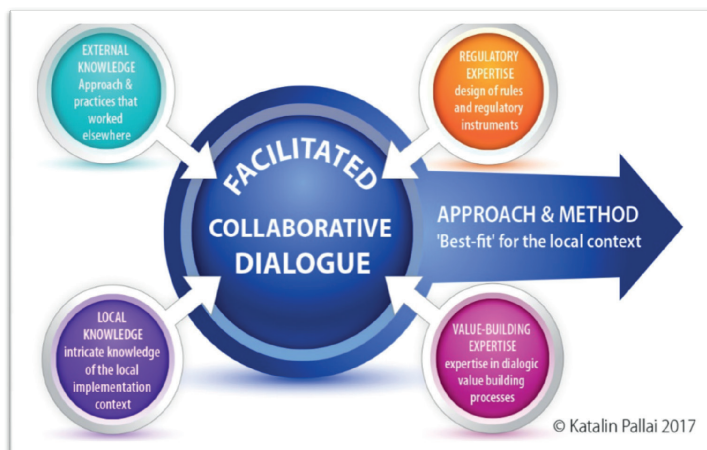 EXTERNAL
KNOWLEDGE
Approach &
practices that
worked
elsewhere
REGULATORY
EXPERTISE
design of rules
and regulatory
instruments
FACILITATED
COLLABORATIVE
DIALOGUE
APPROACH & METHOD
'Best-fit' for the local context
LOCAL
KNOWLEDGE
intricate knowledge
of the local
implementation
context
VALUE-BUILDING
EXPERTISE
expertise in dialogic
value building
processes
© Katalin Pallai 2017